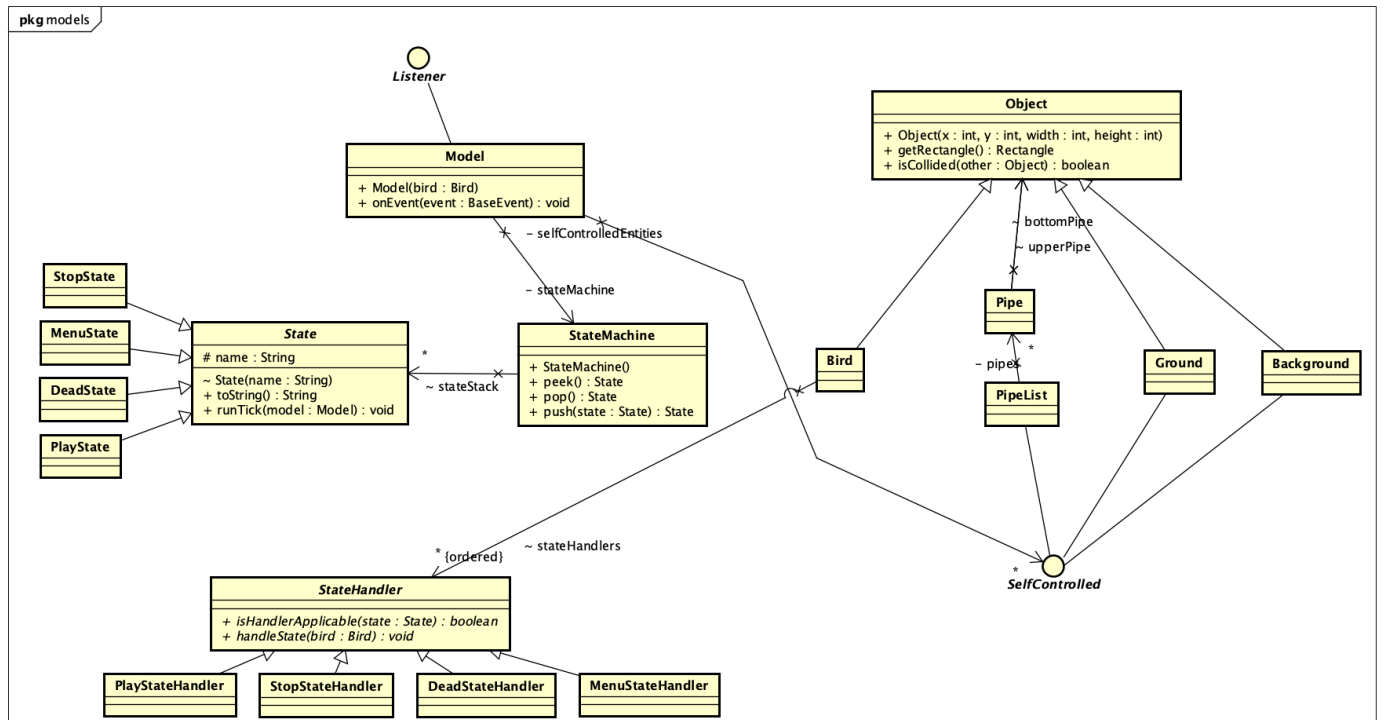 pkg models
Listener
Model
+ Model(bird : Bird)
+ onEvent(event : BaseEvent) : void
Object
+ Object(x : int, y : int, width : int, height : int)
+ getRectangle() : Rectangle
+ isCollided(other : Object) : boolean
~ bottomPipe
~ upperPipe
- selfControlledEntities
- stateMachine
StopState
MenuState
DeadState
PlayState
State
# name : String
~ State(name : String)
+ toString() : String
+ runTick(model : Model) : void
*
~ stateStack
StateMachine
+ StateMachine()
+ peek() : State
+ pop() : State
+ push(state : State) : State
Bird
Pipe
*
- pipes
PipeList
Ground
Background
* {ordered}
~ stateHandlers
*
SelfControlled
StateHandler
+ isHandlerApplicable(state : State) : boolean
+ handleState(bird : Bird) : void
PlayStateHandler
StopStateHandler
DeadStateHandler
MenuStateHandler